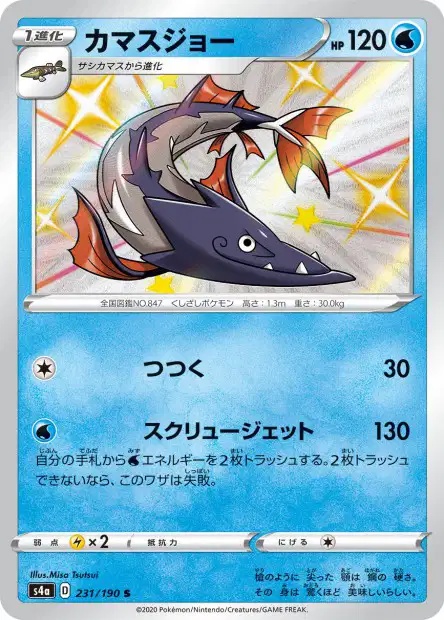 1進化 カマスジョー HP 120
サシカマスから進化
全国図鑑NO.847 くしざしポケモン 高さ：1.3m 重さ：30.0kg
つつく 30
スクリュージェット 130
自分の手札からエネルギーを2枚トラッシュする。2枚トラッシュ
できないなら、このワザは失敗。
弱点 ×2 抵抗力 にげる
Illus.Misa Tsutsui
s4a D 231/190 S
槍のように 尖った 顎は 鋼の 硬さ。
その 身は 驚くほど 美味しいらしい。
©2020 Pokémon/Nintendo/Creatures/GAME FREAK.